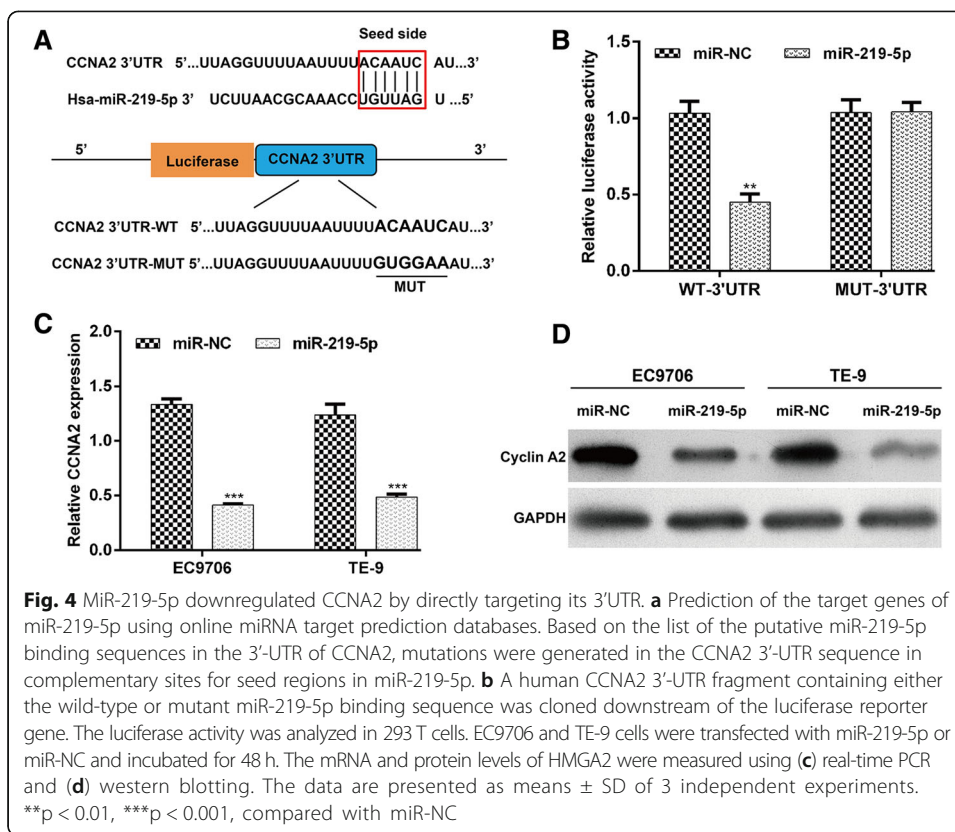 A
Seed side
CCNA2 3'UTR 5'...UUAGGUUUUAAUUUUACAAUC AU...3'
Hsa-miR-219-5p 3' UCUUAACGCAAACCUGUUAG U ...5'
5' Luciferase CCNA2 3'UTR 3'
CCNA2 3'UTR-WT 5'...UUAGGUUUUAAUUUUACAAUCAU...3'
CCNA2 3'UTR-MUT 5'...UUAGGUUUUAAUUUUGUGGAAAU...3'
MUT
B
miR-NC miR-219-5p
Relative luciferase activity
1.5
1.0
0.5
0.0
**
WT-3'UTR MUT-3'UTR
C
miR-NC miR-219-5p
Relative CCNA2 expression
2.0
1.5
1.0
0.5
0.0
*** ***
EC9706 TE-9
D
EC9706 TE-9
miR-NC miR-219-5p miR-NC miR-219-5p
Cyclin A2
GAPDH
Fig. 4 MiR-219-5p downregulated CCNA2 by directly targeting its 3'UTR. a Prediction of the target genes of
miR-219-5p using online miRNA target prediction databases. Based on the list of the putative miR-219-5p
binding sequences in the 3'-UTR of CCNA2, mutations were generated in the CCNA2 3'-UTR sequence in
complementary sites for seed regions in miR-219-5p. b A human CCNA2 3'-UTR fragment containing either
the wild-type or mutant miR-219-5p binding sequence was cloned downstream of the luciferase reporter
gene. The luciferase activity was analyzed in 293 T cells. EC9706 and TE-9 cells were transfected with miR-219-5p or
miR-NC and incubated for 48 h. The mRNA and protein levels of HMGA2 were measured using (c) real-time PCR
and (d) western blotting. The data are presented as means ± SD of 3 independent experiments.
**p < 0.01, ***p < 0.001, compared with miR-NC